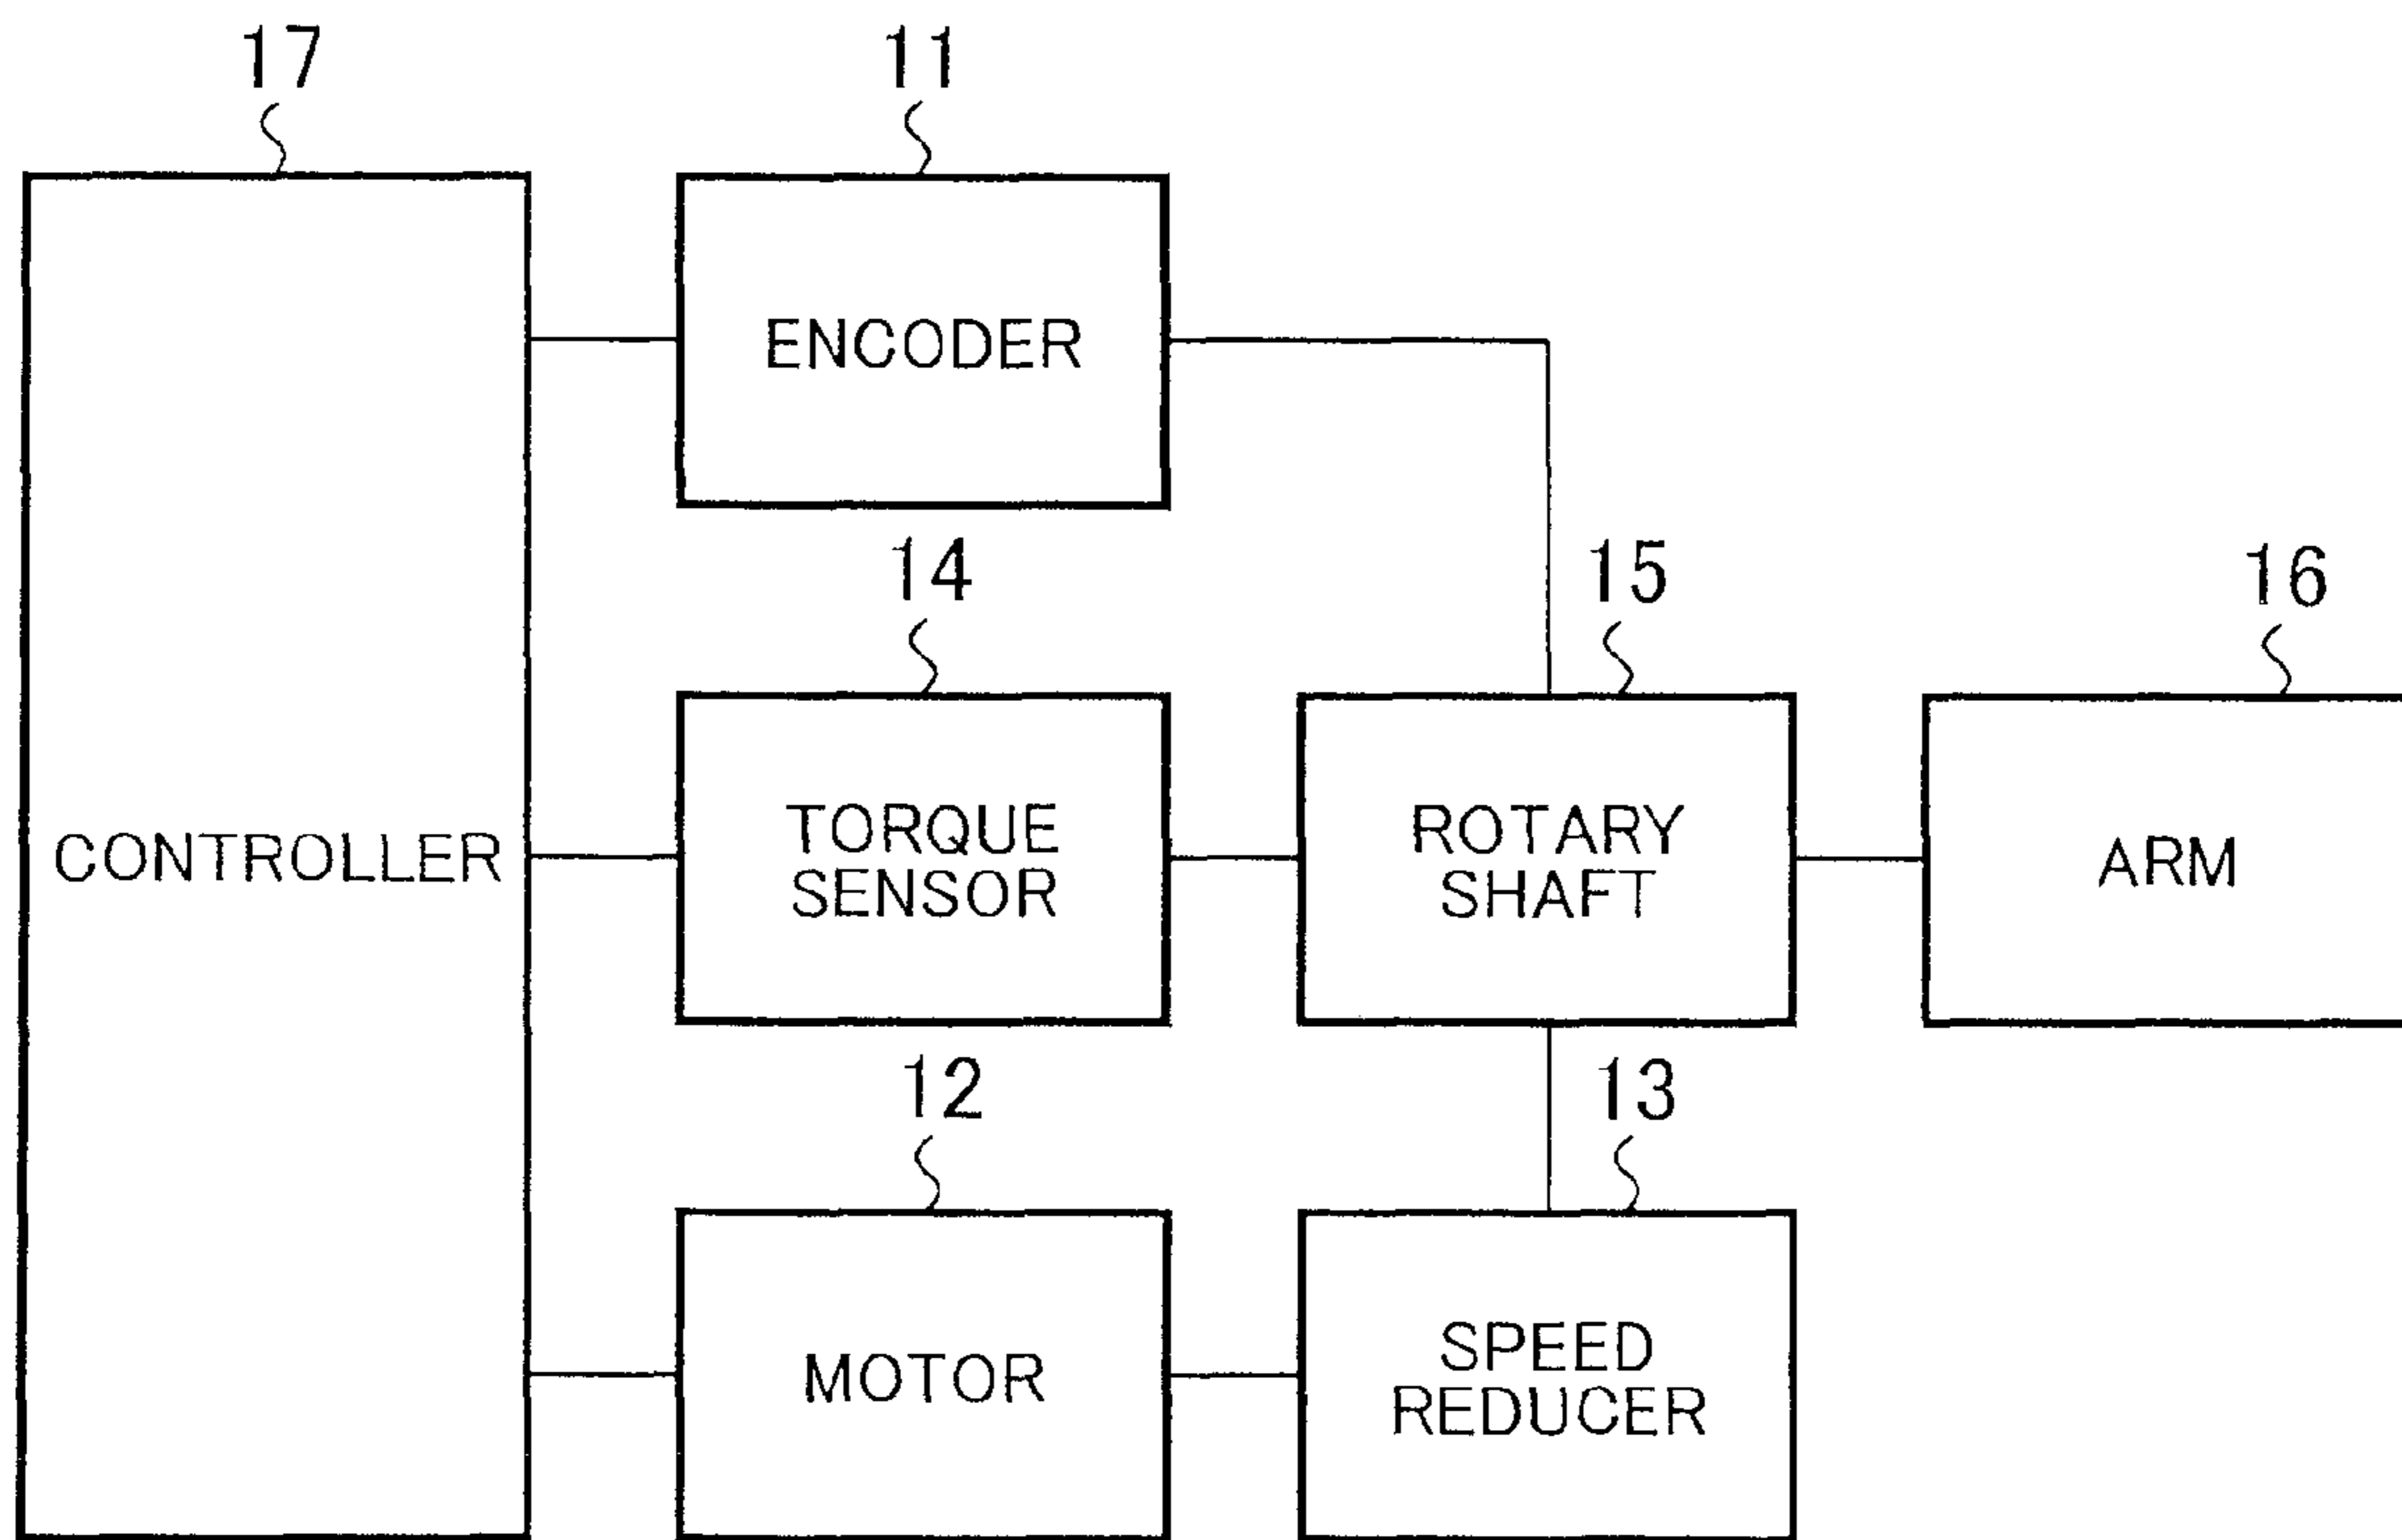 17
11
ENCODER
14
15
16
CONTROLLER
TORQUE
SENSOR
ROTARY
SHAFT
ARM
12
13
MOTOR
SPEED
REDUCER